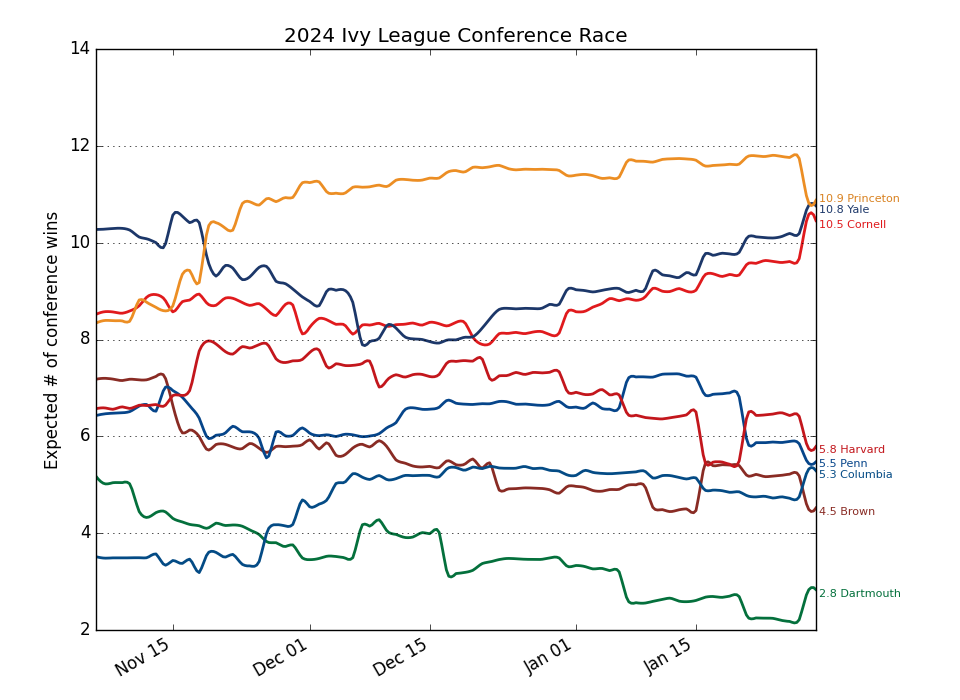 2024 Ivy League Conference Race
Expected # of conference wins
14
12
10
8
6
4
2
10.9 Princeton
10.8 Yale
10.5 Cornell
5.8 Harvard
5.5 Penn
5.3 Columbia
4.5 Brown
2.8 Dartmouth
Nov 15
Dec 01
Dec 15
Jan 01
Jan 15